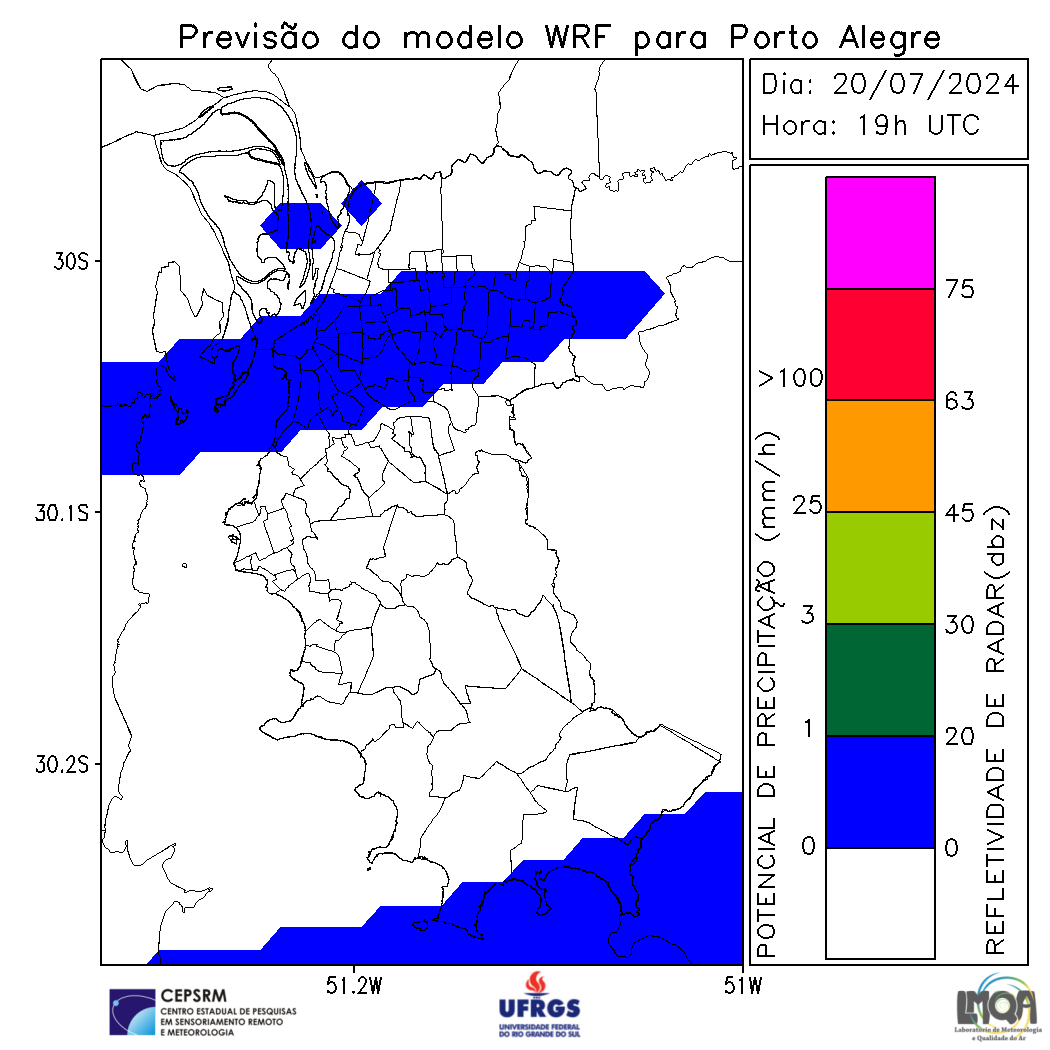 Previsão do modelo WRF para Porto Alegre
Dia: 20/07/2024
Hora: 19h UTC
30S
30.1S
30.2S
51.2W
51W
POTENCIAL DE PRECIPITAÇÃO (mm/h)
>100
25
3
1
0
75
63
45
30
20
0
REFLETIVIDADE DE RADAR(dbz)
CEPSRM
CENTRO ESTADUAL DE PESQUISAS
EM SENSORIAMENTO REMOTO
E METEOROLOGIA
UFRGS
UNIVERSIDADE FEDERAL
DO RIO GRANDE DO SUL
LMQA
Laboratório de Meteorologia
e Qualidade do Ar